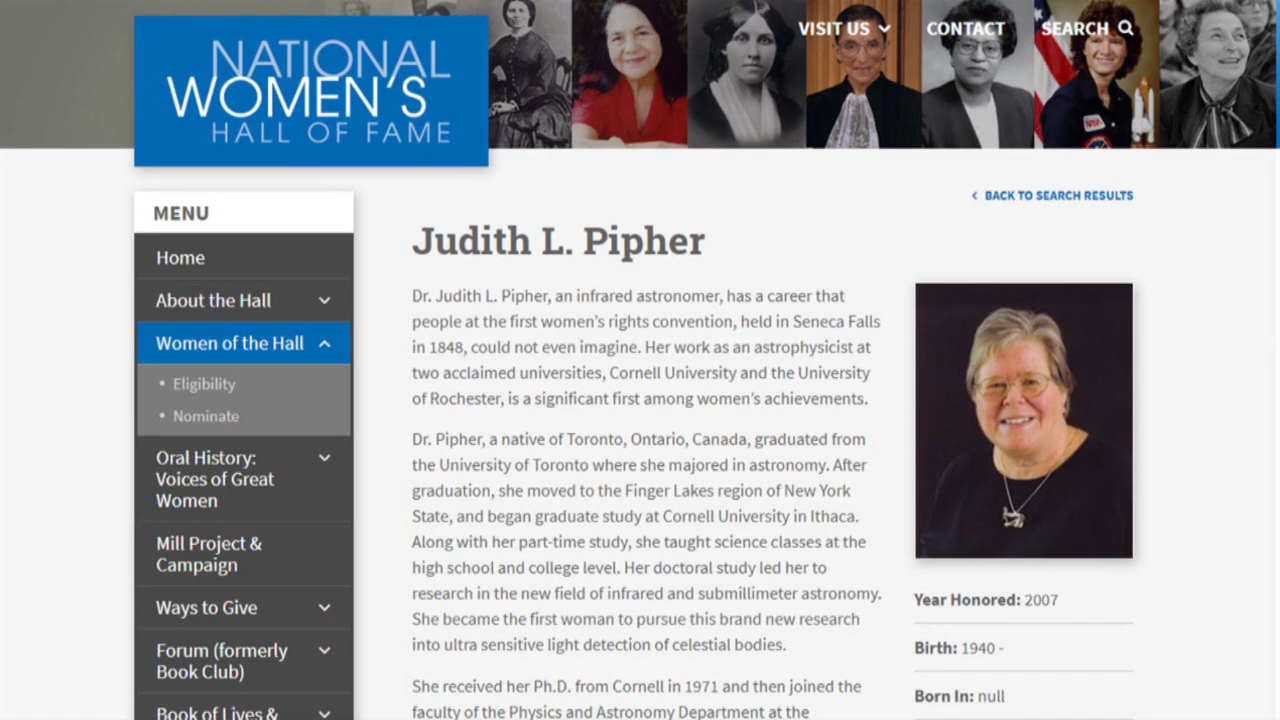 VISIT US
CONTACT
SEARCH
NATIONAL
WOMEN'S
HALL OF FAME
BACK TO SEARCH RESULTS
MENU
Home
About the Hall
Women of the Hall
• Eligibility
• Nominate
Oral History:
Voices of Great
Women
Mill Project &
Campaign
Ways to Give
Forum (formerly
Book Club)
Book of Lives &
Judith L. Pipher
Dr. Judith L. Pipher, an infrared astronomer, has a career that
people at the first women's rights convention, held in Seneca Falls
in 1848, could not even imagine. Her work as an astrophysicist at
two acclaimed universities, Cornell University and the University
of Rochester, is a significant first among women's achievements.
Dr. Pipher, a native of Toronto, Ontario, Canada, graduated from
the University of Toronto where she majored in astronomy. After
graduation, she moved to the Finger Lakes region of New York
State, and began graduate study at Cornell University in Ithaca.
Along with her part-time study, she taught science classes at the
high school and college level. Her doctoral study led her to
research in the new field of infrared and submillimeter astronomy.
She became the first woman to pursue this brand new research
into ultra sensitive light detection of celestial bodies.
She received her Ph.D. from Cornell in 1971 and then joined the
faculty of the Physics and Astronomy Department at the
Year Honored: 2007
Birth: 1940 -
Born In: null